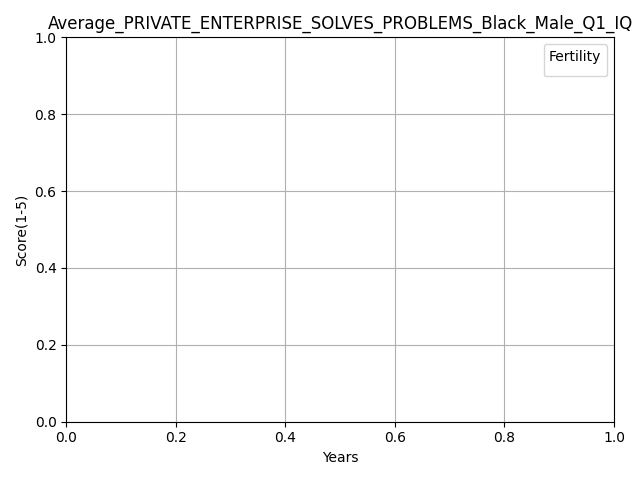 Average_PRIVATE_ENTERPRISE_SOLVES_PROBLEMS_Black_Male_Q1_IQ
Fertility
1.0
0.8
0.6
0.4
0.2
0.0
Score(1-5)
0.0 0.2 0.4 0.6 0.8 1.0
Years